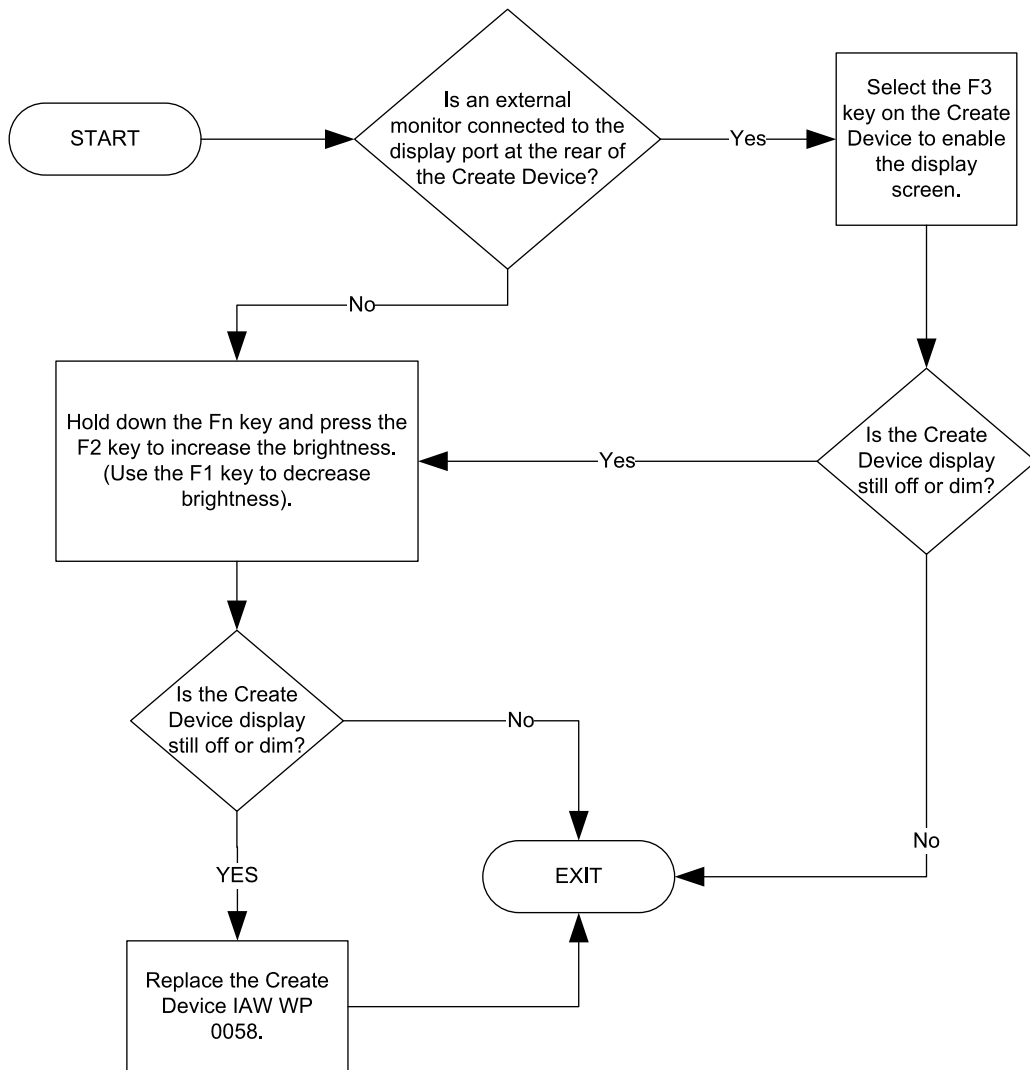 START
Is an external
monitor connected to the
display port at the rear of
the Create Device?
Yes
Select the F3
key on the Create
Device to enable
the display
screen.
No
Hold down the Fn key and press the
F2 key to increase the brightness.
(Use the F1 key to decrease
brightness).
Yes
Is the Create
Device display
still off or dim?
Is the Create
Device display
still off or dim?
No
No
YES
EXIT
Replace the Create
Device IAW WP
0058.